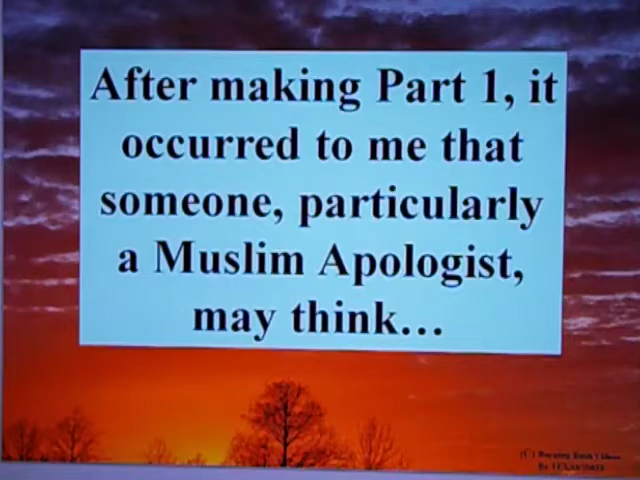 After making Part 1, it
occurred to me that
someone, particularly
a Muslim Apologist,
may think…